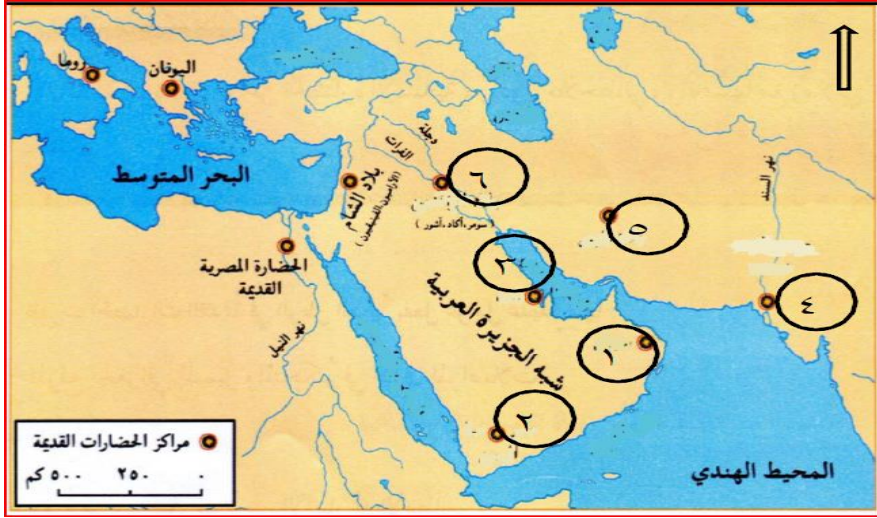 روما
اليونان
البحر المتوسط
دجلة
الفرات
بلاد الشام
(الآراميون، الفينيقيون)
(سومر، أكاد، آشور)
٦
٥
نهر السند
٤
٣
الحضارة المصرية
القديمة
نهر النيل
شبه الجزيرة العربية
١
٢
المحيط الهندي
مراكز الحضارات القديمة
٠ ٢٥٠ ٥٠٠ كم